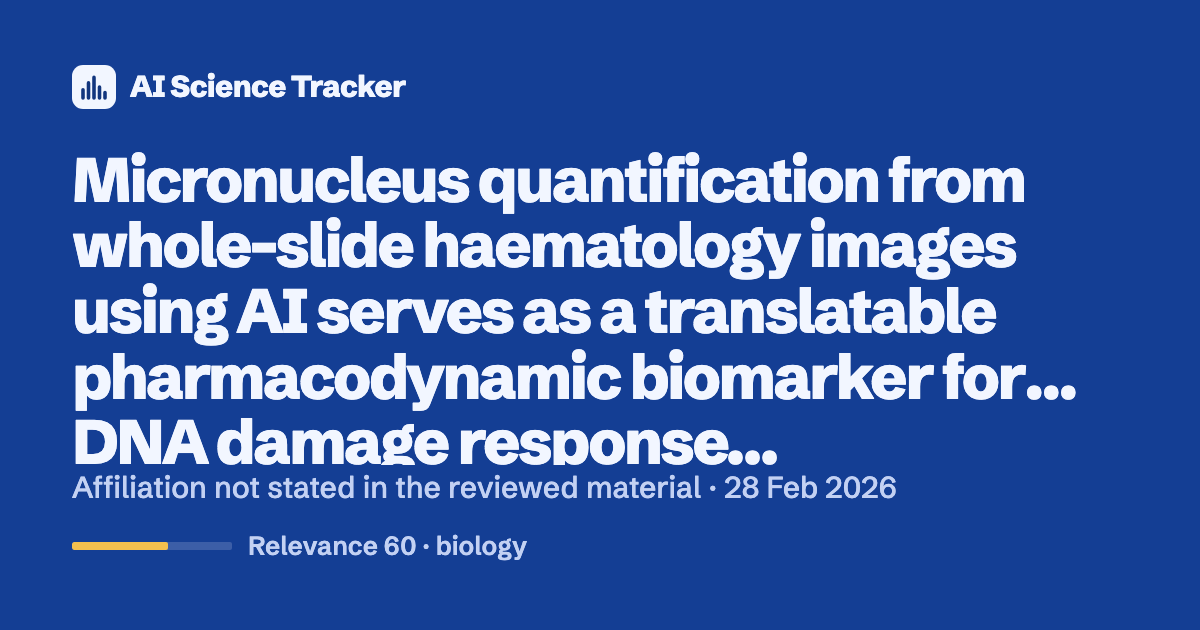 AI Science Tracker
Micronucleus quantification from
whole-slide haematology images
using AI serves as a translatable
pharmacodynamic biomarker for...
DNA damage response...
Affiliation not stated in the reviewed material · 28 Feb 2026
Relevance 60 · biology